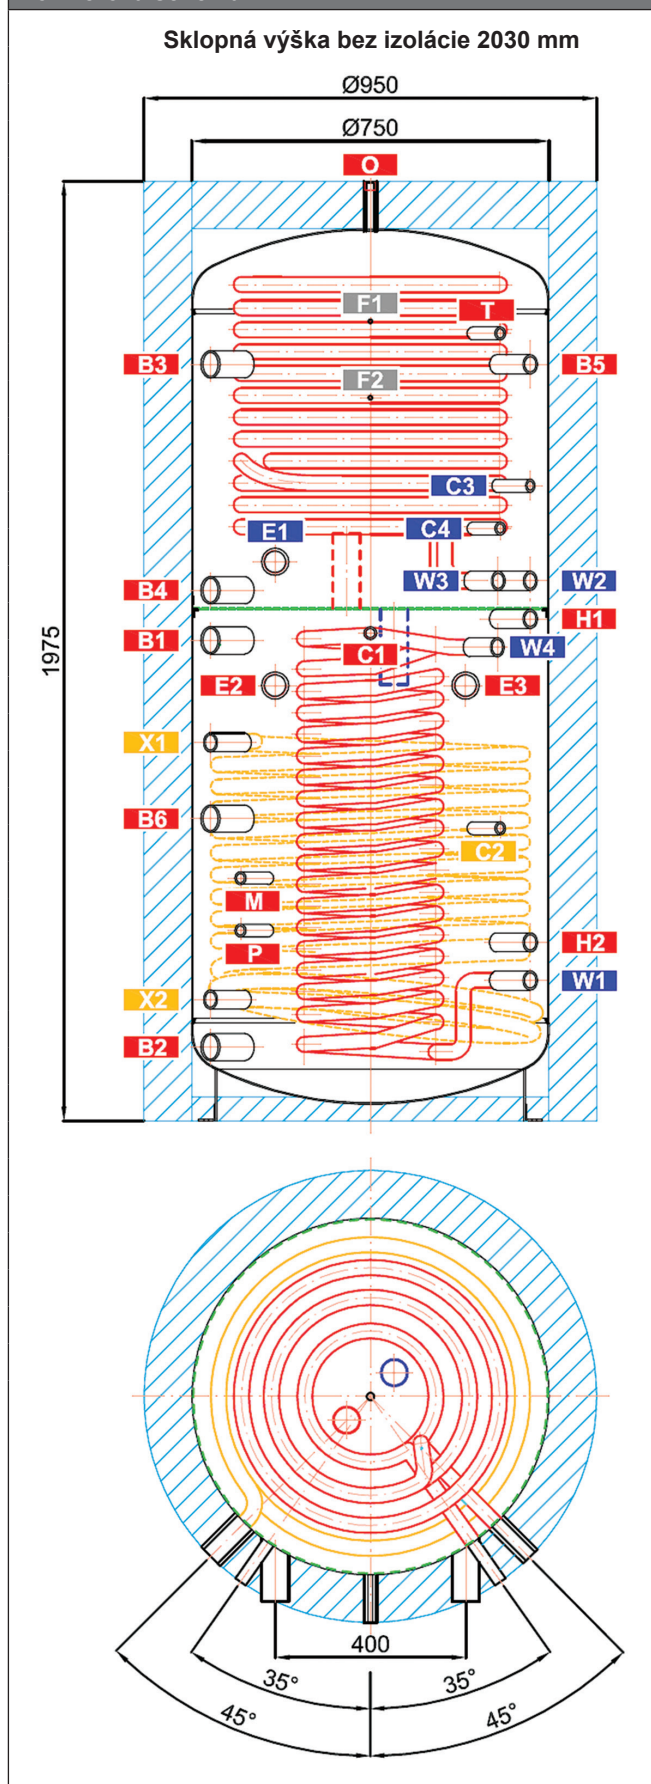 Sklopná výška bez izolácie 2030 mm
Ø950
Ø750
O
F1
T
B3
B5
F2
C3
E1
C4
W3
W2
B4
H1
B1
C1
W4
1975
E2
E3
X1
B6
C2
M
P
H2
X2
W1
B2
400
35°
35°
45°
45°